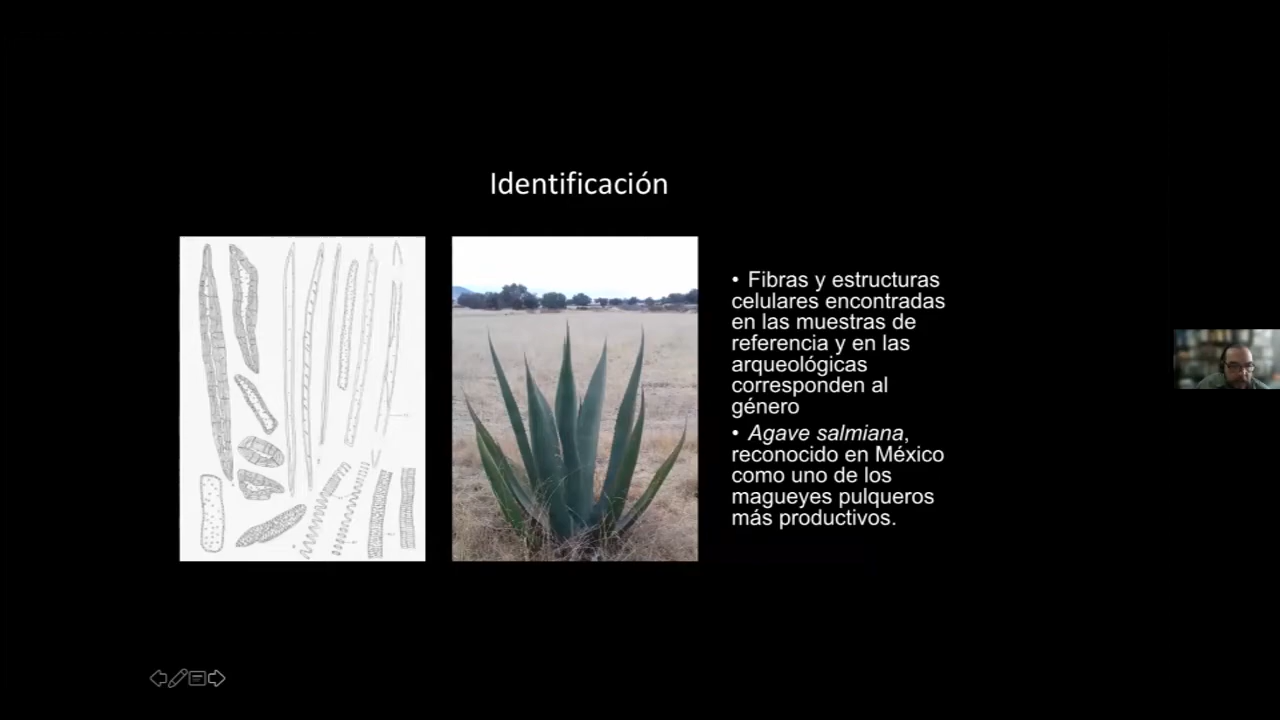 Identificación
• Fibras y estructuras
celulares encontradas
en las muestras de
referencia y en las
arqueológicas
corresponden al
género
• Agave salmiana,
reconocido en México
como uno de los
magueyes pulqueros
más productivos.